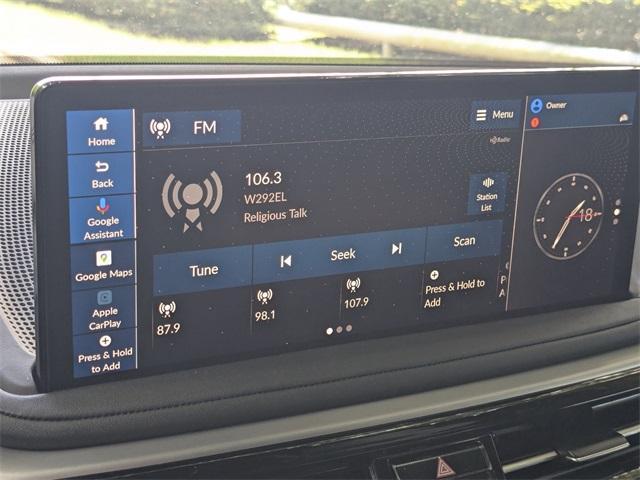 Home
Back
Google
Assistant
Google Maps
Apple
CarPlay
Press & Hold
to Add
FM
Menu
HD Radio
106.3
W292EL
Religious Talk
Station
List
Tune
Seek
Scan
87.9
98.1
107.9
Press & Hold to
Add
P
A
Owner
18